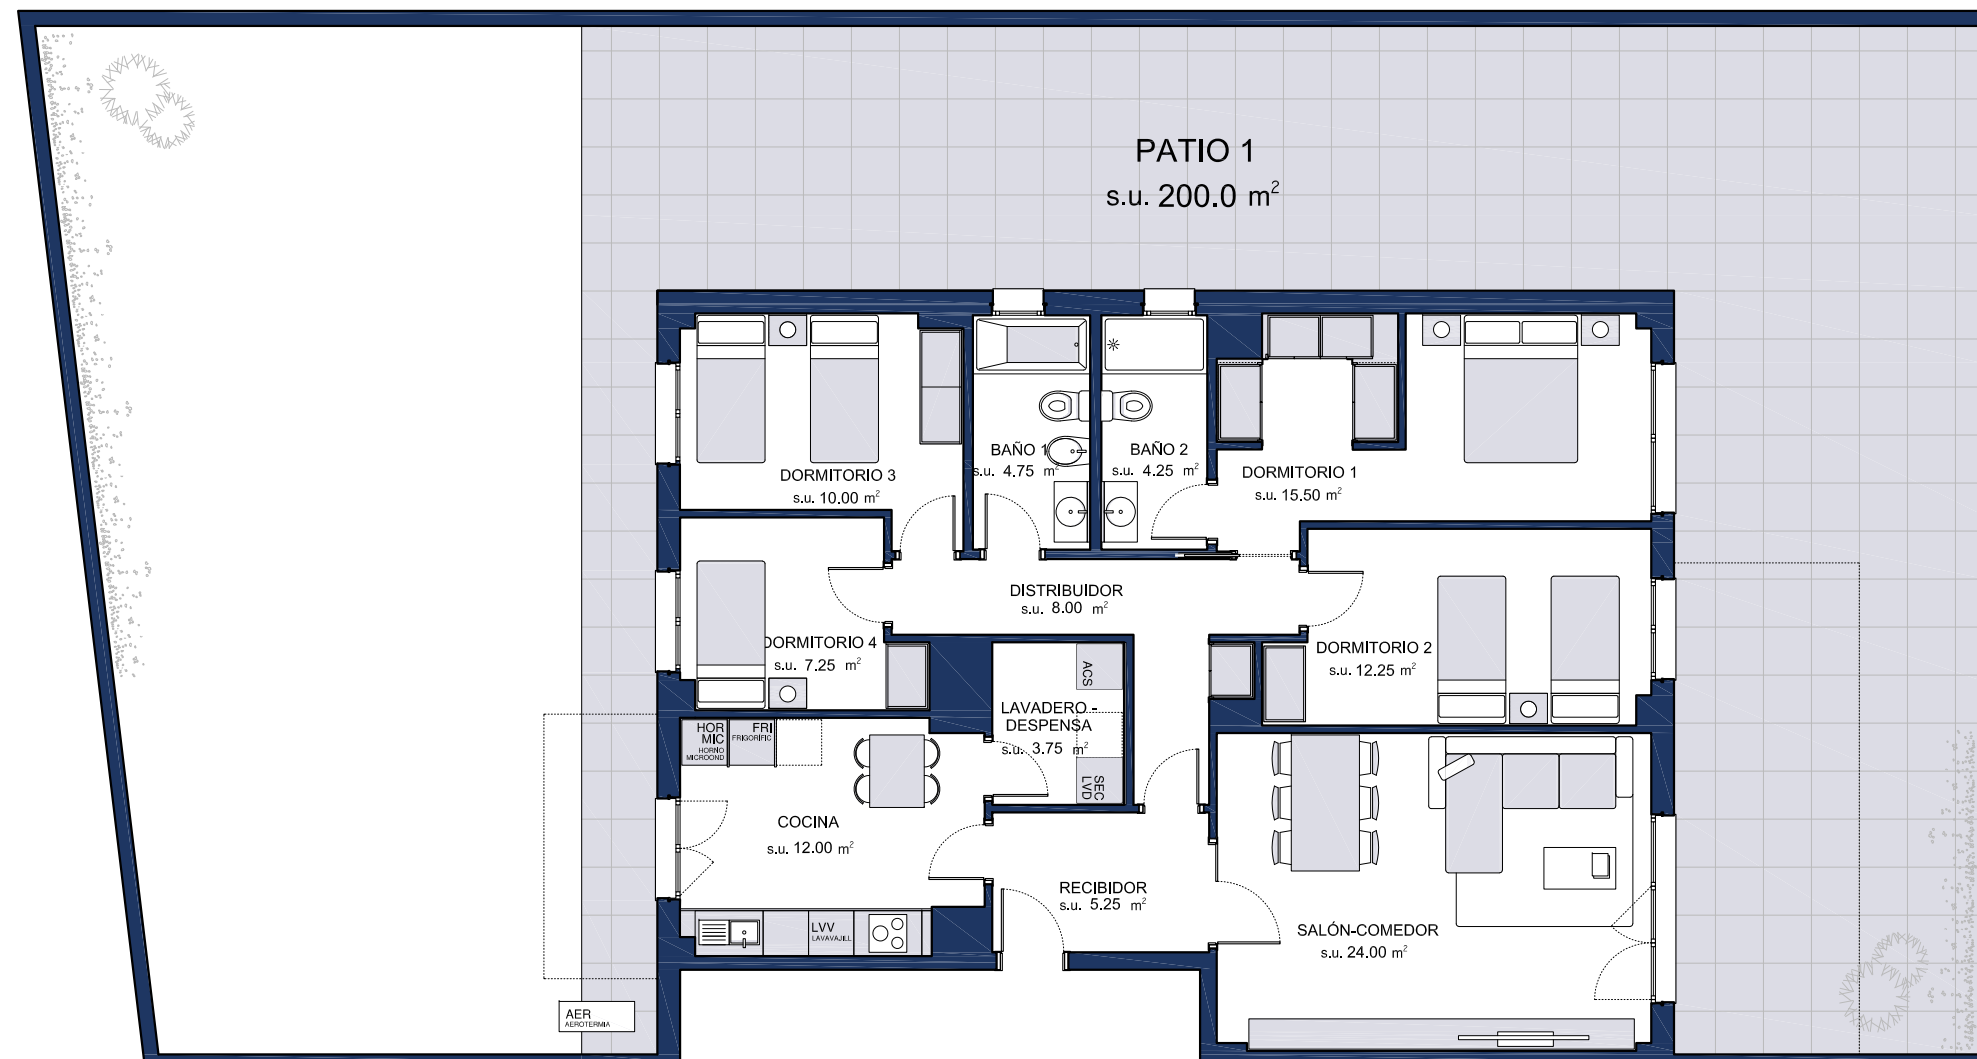 PATIO 1
s.u. 200.0 m²
DORMITORIO 3
s.u. 10.00 m²
BAÑO 1
s.u. 4.75 m²
BAÑO 2
s.u. 4.25 m²
DORMITORIO 1
s.u. 15.50 m²
DISTRIBUIDOR
s.u. 8.00 m²
DORMITORIO 4
s.u. 7.25 m²
DORMITORIO 2
s.u. 12.25 m²
ACS
LAVADERO -
DESPENSA
s.u. 3.75 m²
SEC
LVD
HOR
MIC
HORNO
MICROOND
FRI
FRIGORÍFIC
COCINA
s.u. 12.00 m²
RECIBIDOR
s.u. 5.25 m²
LVV
LAVAVAJILL
SALÓN-COMEDOR
s.u. 24.00 m²
AER
AEROTERMIA